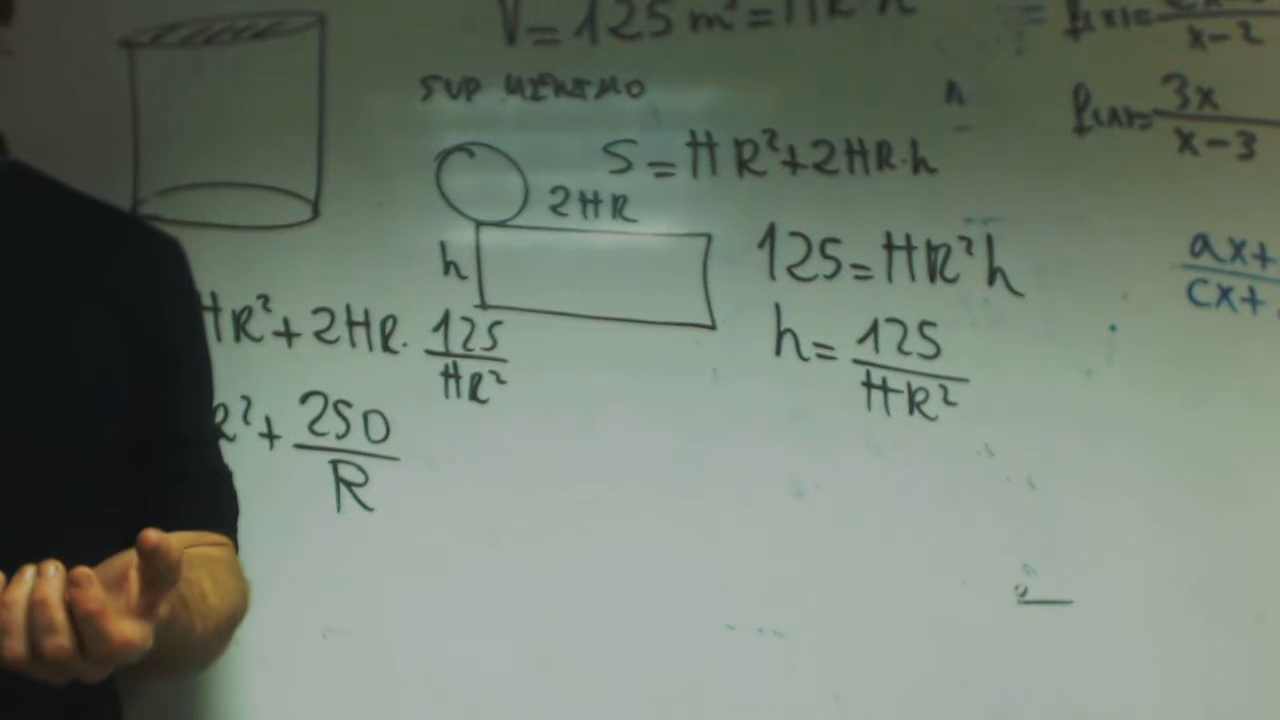 V = 125 m³ = πR²h
SUP MINIMO
S = πR² + 2πR·h
2πR
h
125 = πR²h
h = 125/πR²
πR² + 2πR · 125/πR²
R² + 250/R
x-2
f(x) = 3x/x-3
ax+
cx+